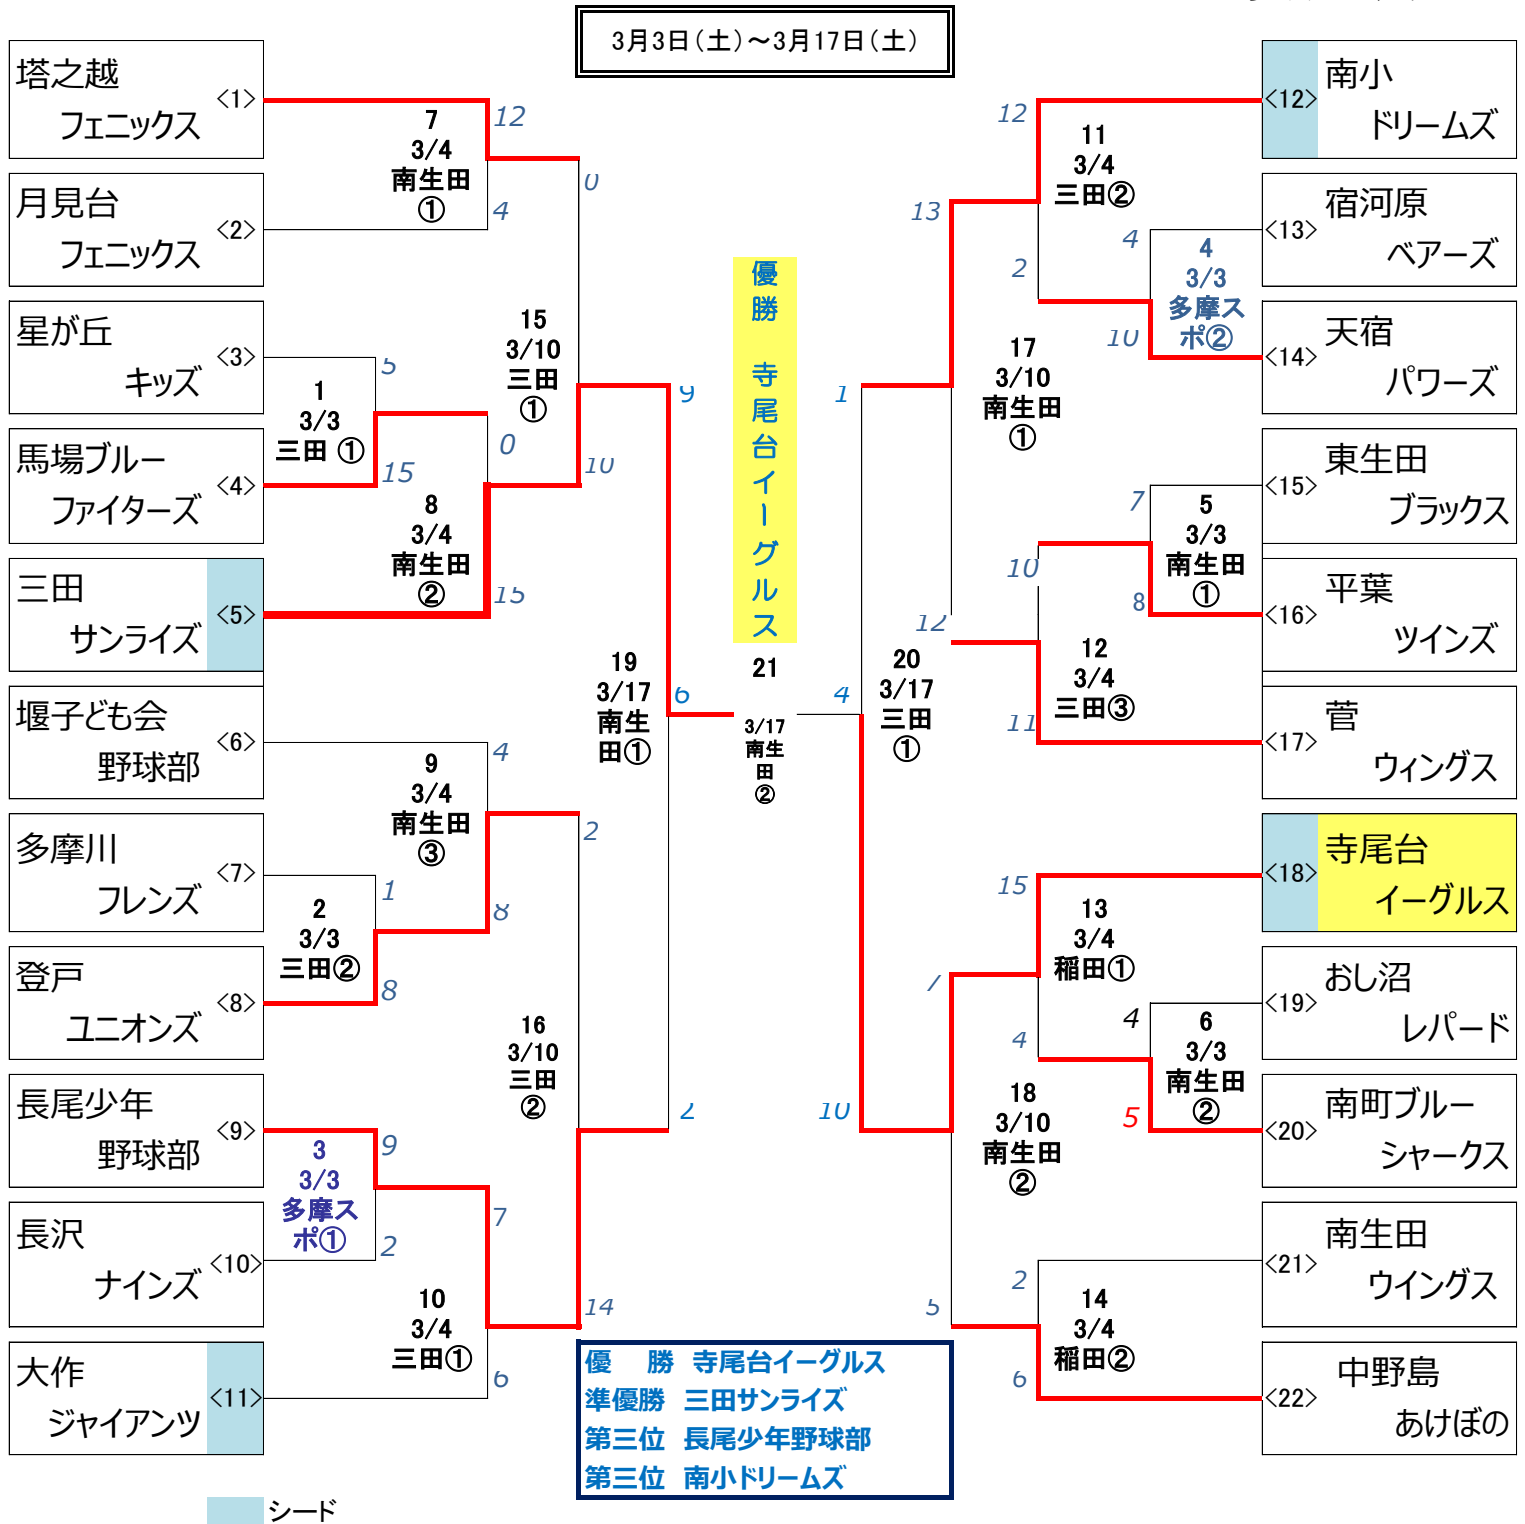 3月3日（土）～3月17日（土）
塔之越
フェニックス
<1>
月見台
フェニックス
<2>
星が丘
キッズ
<3>
馬場ブルー
ファイターズ
<4>
三田
サンライズ
<5>
堰子ども会
野球部
<6>
多摩川
フレンズ
<7>
登戸
ユニオンズ
<8>
長尾少年
野球部
<9>
長沢
ナインズ
<10>
大作
ジャイアンツ
<11>
シード
1
3/3
三田 ①
5
15
2
3/3
三田②
1
8
3
3/3
多摩ス
ポ①
9
2
7
3/4
南生田
①
12
4
8
3/4
南生田
②
0
15
9
3/4
南生田
③
4
8
10
3/4
三田①
7
6
15
3/10
三田
①
0
10
16
3/10
三田
②
2
14
19
3/17
南生
田①
9
2
優勝 寺尾台イーグルス
21
3/17
南生
田
②
6
4
20
3/17
三田
①
1
10
17
3/10
南生田
①
13
12
18
3/10
南生田
②
7
5
11
3/4
三田②
12
2
12
3/4
三田③
10
11
13
3/4
稲田①
15
4
14
3/4
稲田②
2
6
4
3/3
多摩ス
ポ②
4
10
5
3/3
南生田
①
7
8
6
3/3
南生田
②
4
5
<12>
南小
ドリームズ
<13>
宿河原
ベアーズ
<14>
天宿
パワーズ
<15>
東生田
ブラックス
<16>
平葉
ツインズ
<17>
菅
ウィングス
<18>
寺尾台
イーグルス
<19>
おし沼
レパード
<20>
南町ブルー
シャークス
<21>
南生田
ウイングス
<22>
中野島
あけぼの
優　勝 寺尾台イーグルス
準優勝 三田サンライズ
第三位 長尾少年野球部
第三位 南小ドリームズ